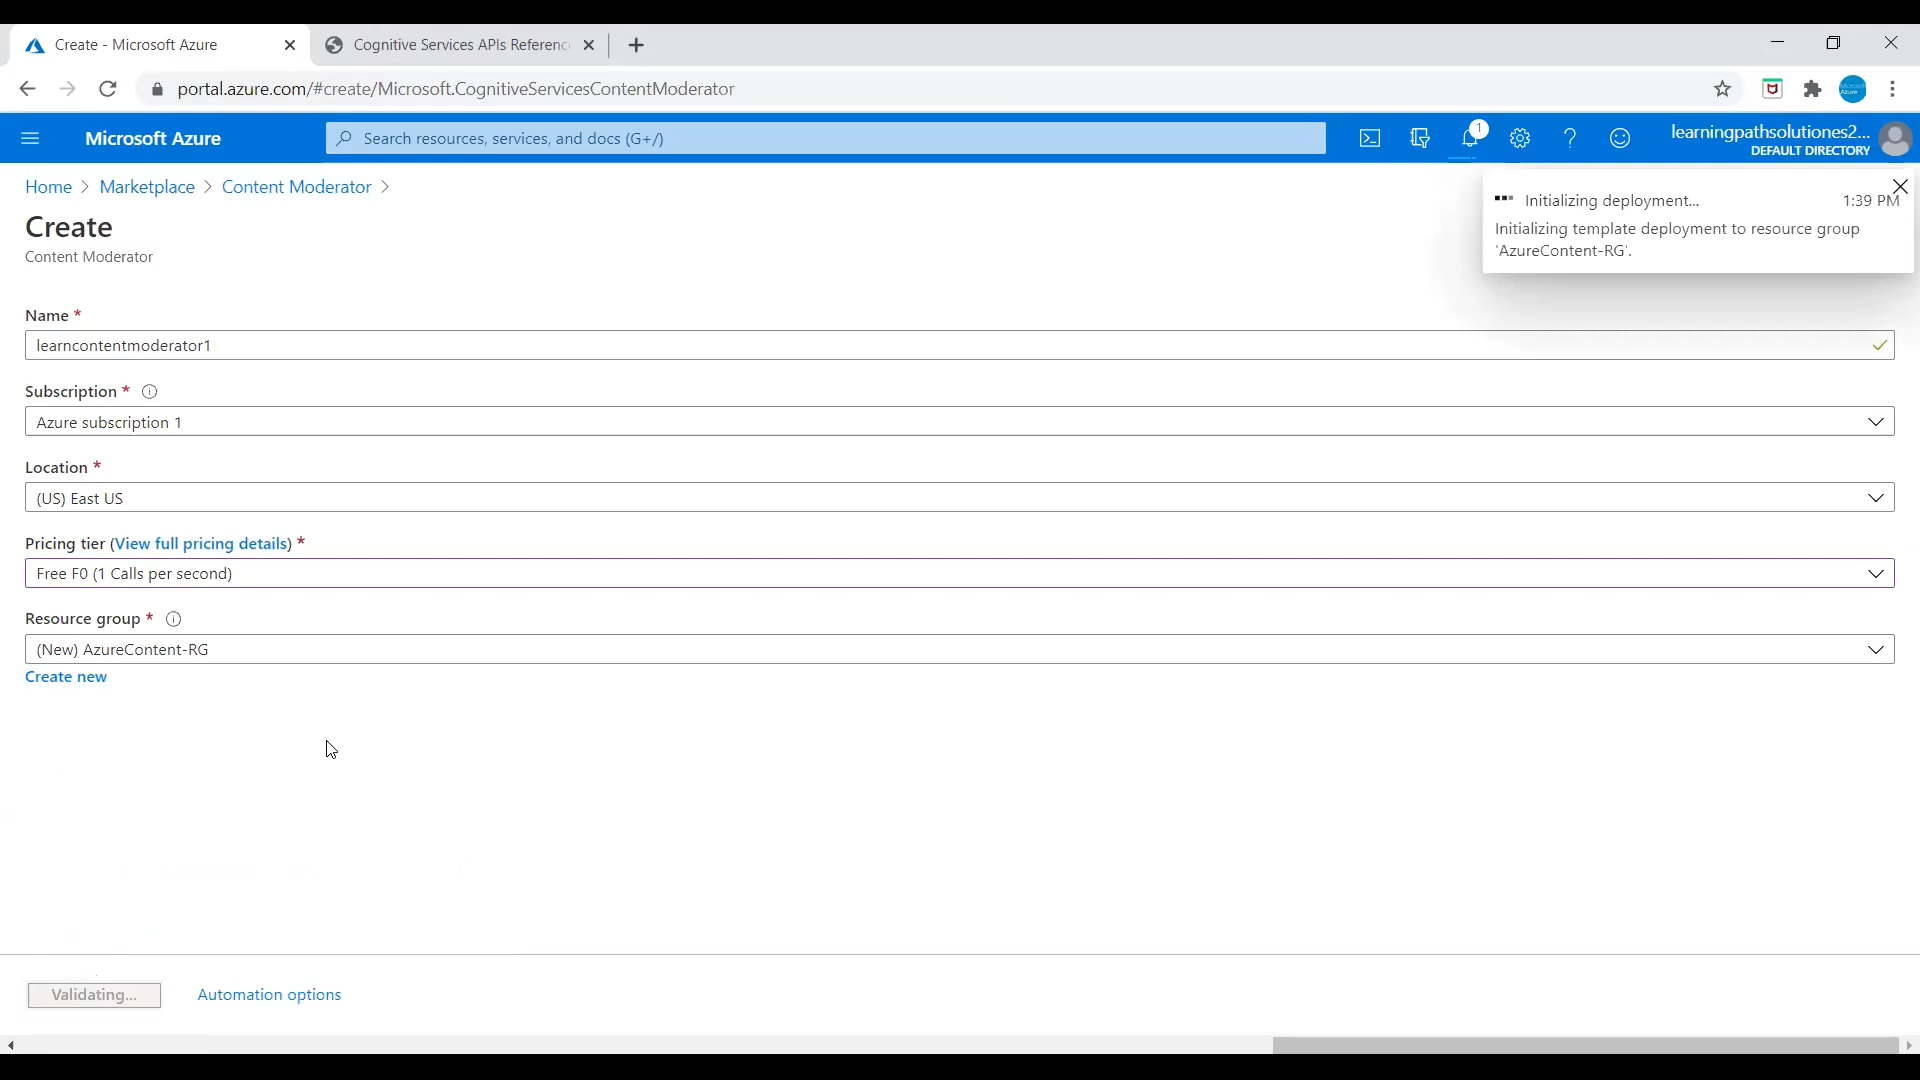 Create - Microsoft Azure
Cognitive Services APIs Referenc
portal.azure.com/#create/Microsoft.CognitiveServicesContentModerator
Microsoft Azure
Search resources, services, and docs (G+/)
1
learningpathsolutiones2...
DEFAULT DIRECTORY
Home > Marketplace > Content Moderator >
Create
Content Moderator
Initializing deployment... 1:39 PM
Initializing template deployment to resource group
'AzureContent-RG'.
Name *
learncontentmoderator1
Subscription *
Azure subscription 1
Location *
(US) East US
Pricing tier (View full pricing details) *
Free F0 (1 Calls per second)
Resource group *
(New) AzureContent-RG
Create new
Validating...
Automation options